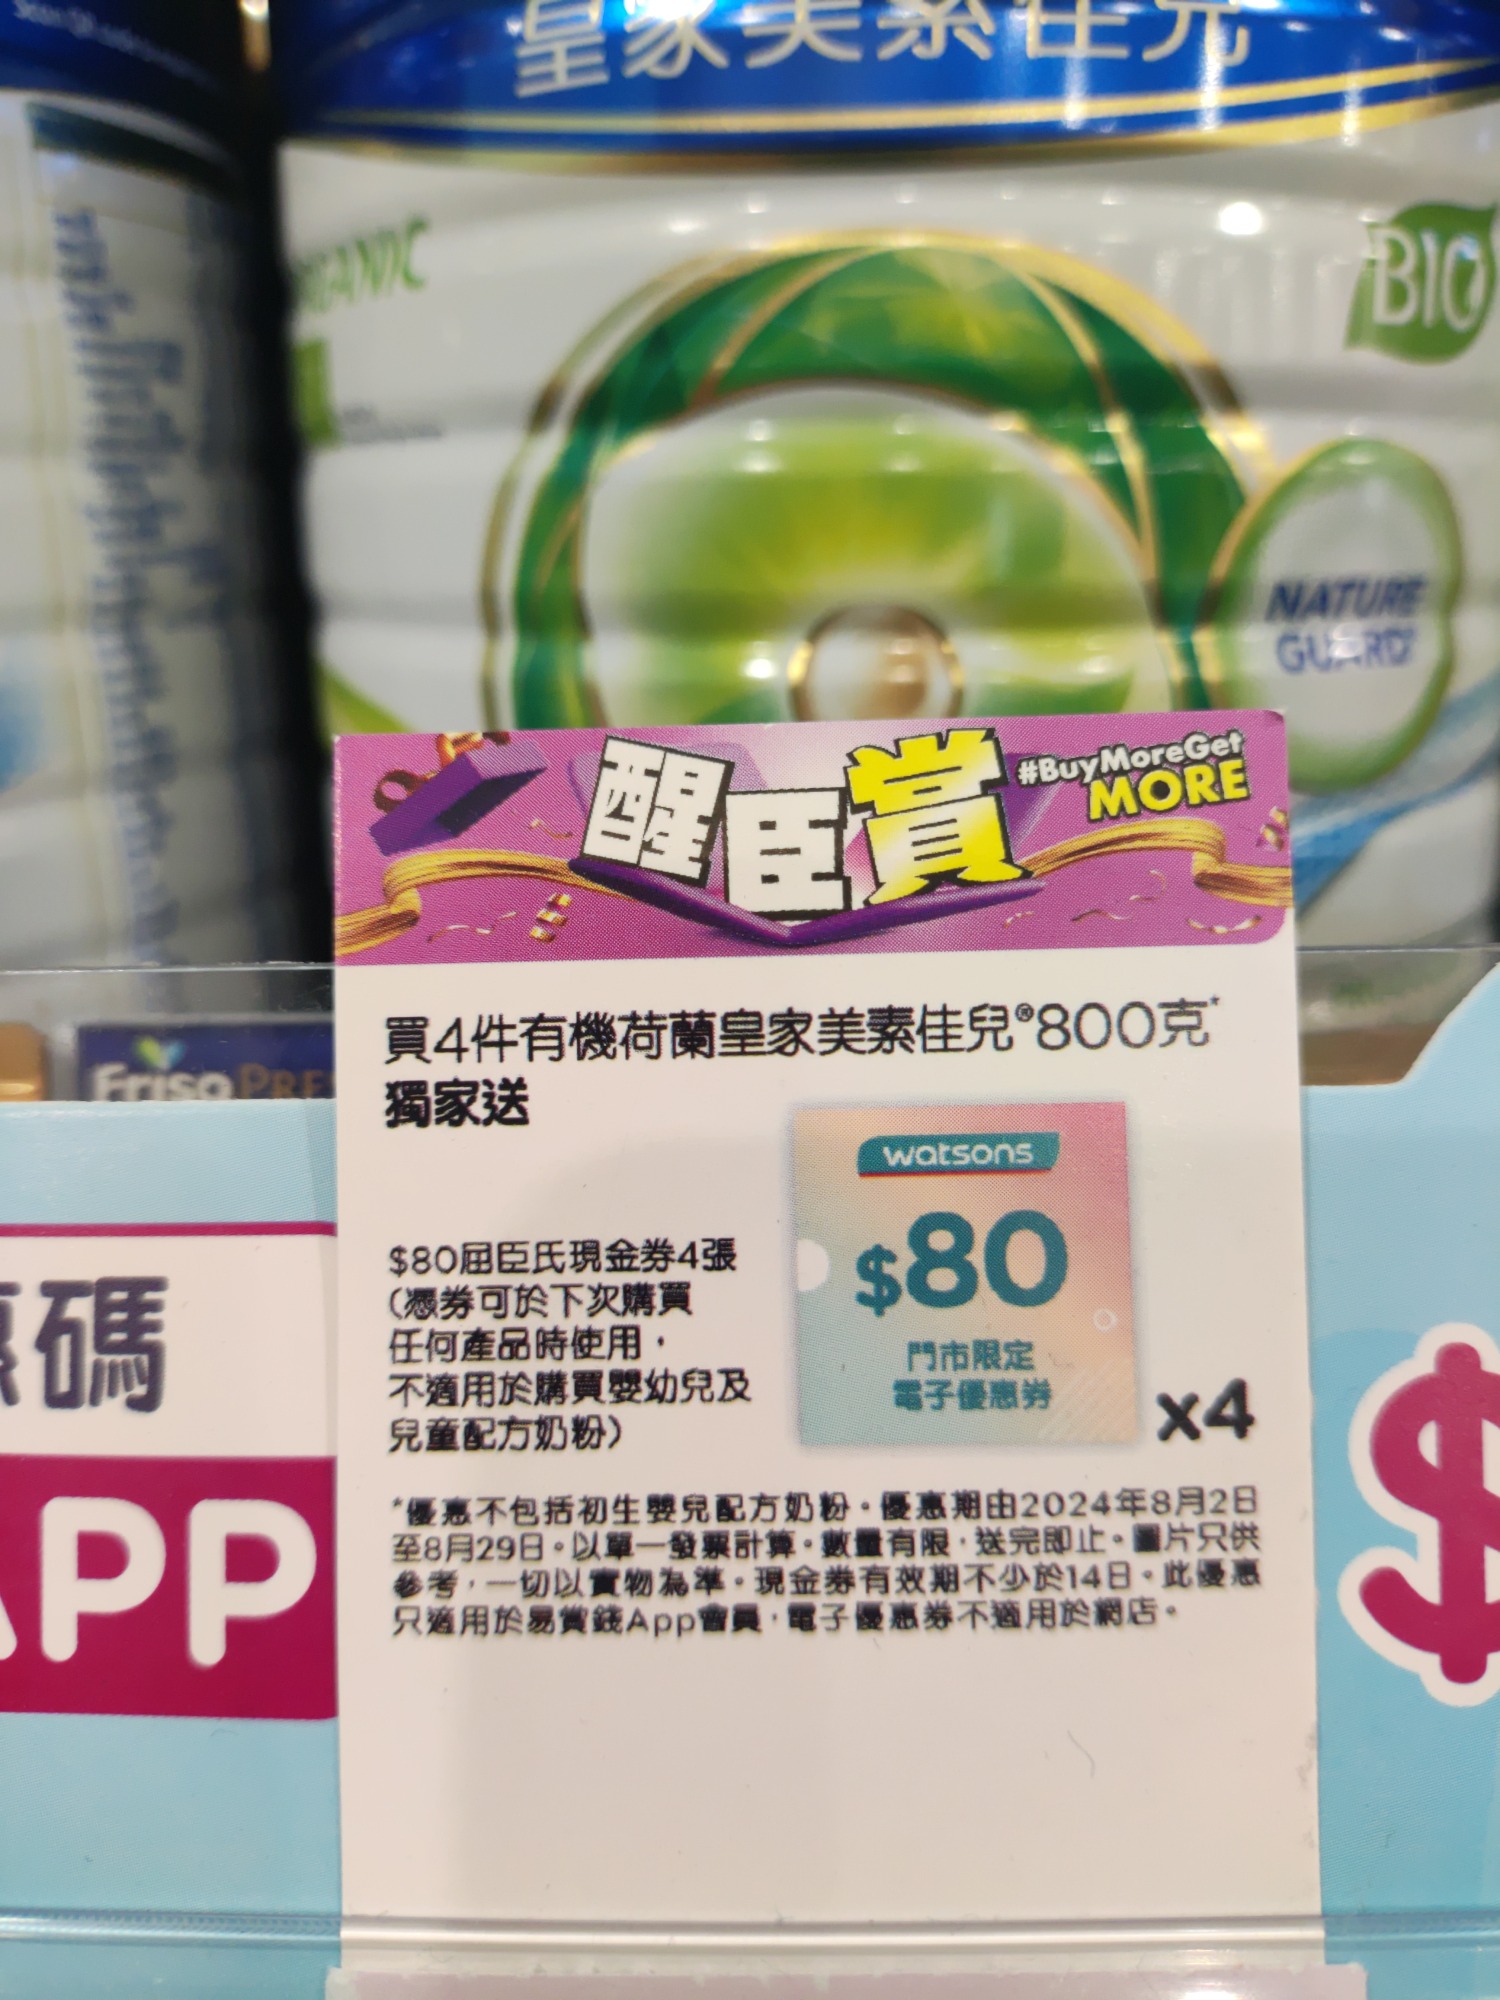 皇家美素佳兒
BIO
NATURE
GUARD
醒臣賞
#BuyMoreGet
MORE
買4件有機荷蘭皇家美素佳兒®800克*
獨家送
Friso
watsons
$80
門市限定
電子優惠券
x4
$80屈臣氏現金券4張
(憑券可於下次購買
任何產品時使用，
不適用於購買嬰幼兒及
兒童配方奶粉)
*優惠不包括初生嬰兒配方奶粉。優惠期由2024年8月2日
至8月29日。以單一發票計算。數量有限，送完即止。圖片只供
參考，一切以實物為準。現金券有效期不少於14日。此優惠
只適用於易賞錢App會員，電子優惠券不適用於網店。
碼
APP
$